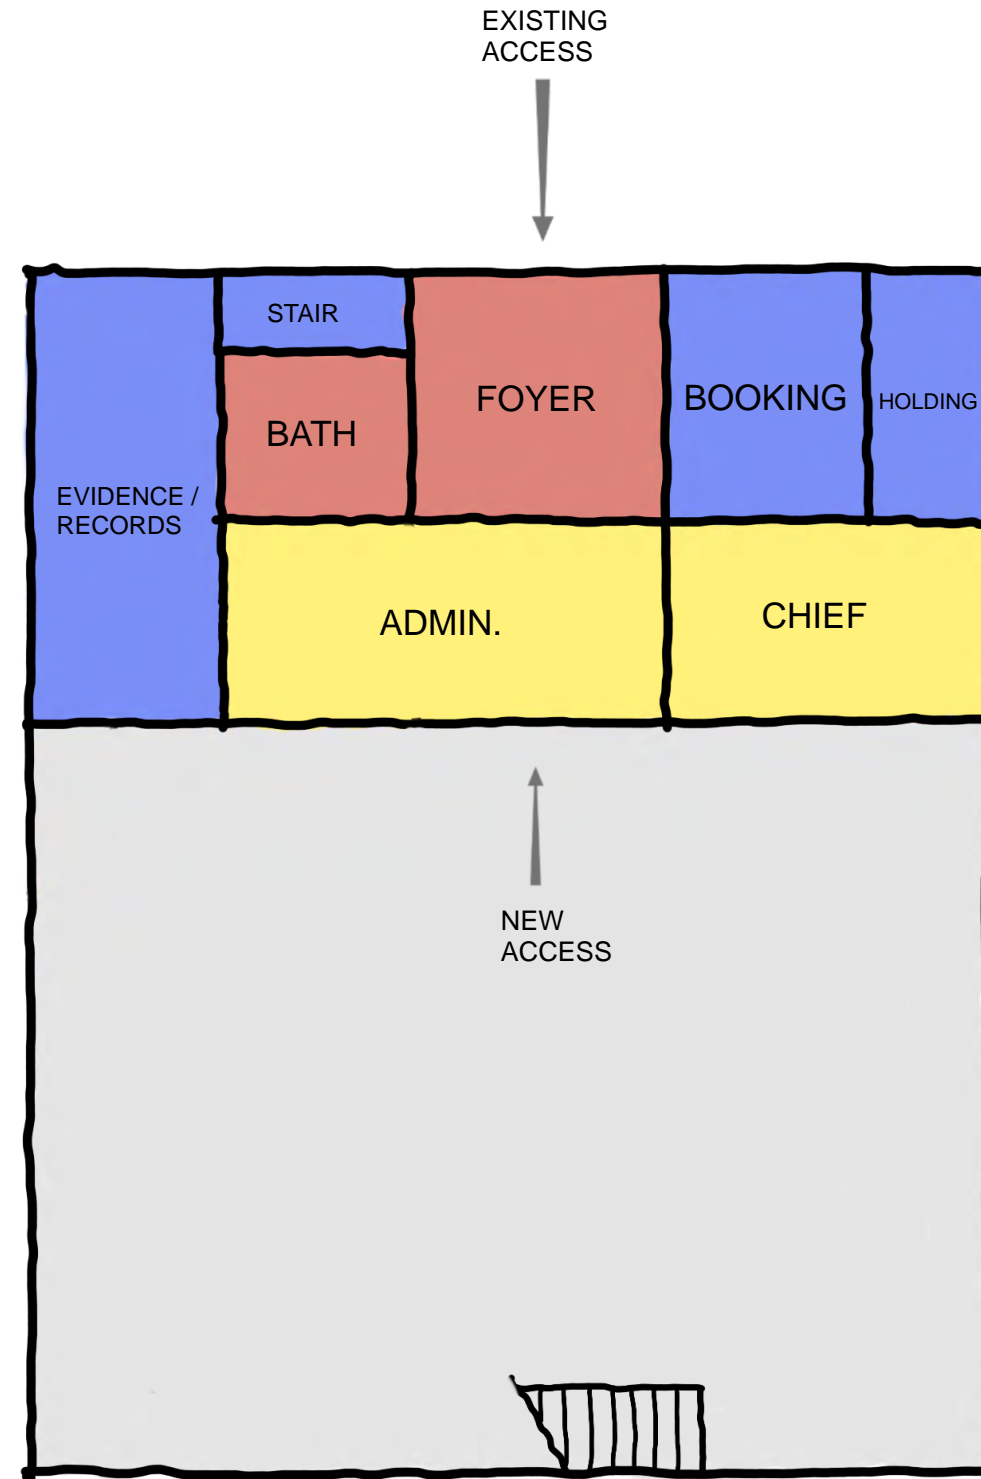 EXISTING
ACCESS
STAIR
FOYER
BOOKING
HOLDING
BATH
EVIDENCE /
RECORDS
ADMIN.
CHIEF
NEW
ACCESS